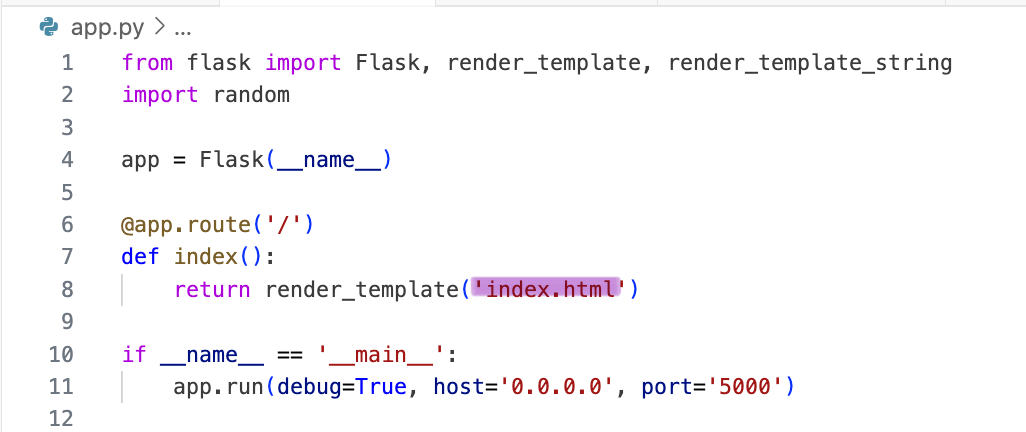 app.py > ...
1 from flask import Flask, render_template, render_template_string
2 import random
3
4 app = Flask(__name__)
5
6 @app.route('/')
7 def index():
8     return render_template('index.html')
9
10 if __name__ == '__main__':
11     app.run(debug=True, host='0.0.0.0', port='5000')
12